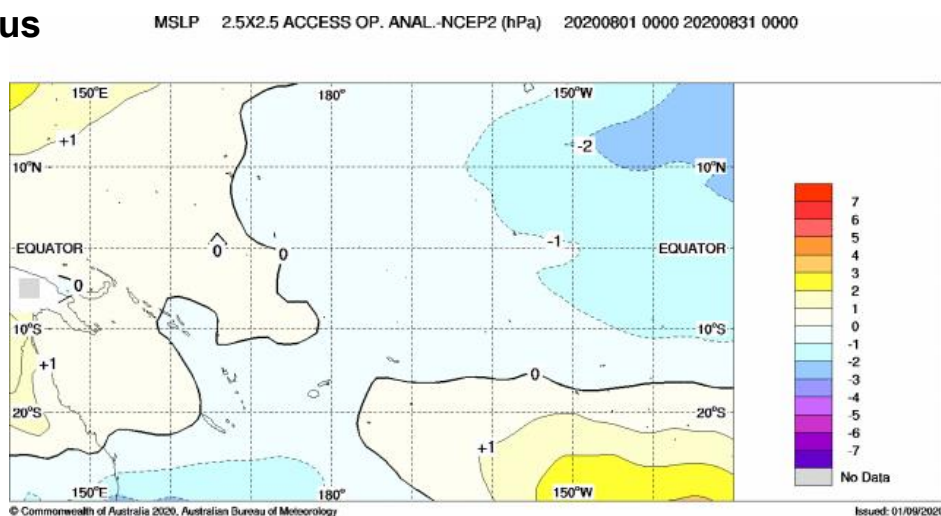 us
MSLP 2.5X2.5 ACCESS OP. ANAL.-NCEP2 (hPa) 20200801 0000 20200831 0000
150°E 180° 150°W
+1 -2
10°N 10°N
EQUATOR 0 0 -1 EQUATOR
0
10°S 10°S
+1 0
20°S 20°S
+1
150°E 180° 150°W
7
6
5
4
3
2
1
0
-1
-2
-3
-4
-5
-6
-7
No Data
© Commonwealth of Australia 2020, Australian Bureau of Meteorology Issued: 01/09/2020